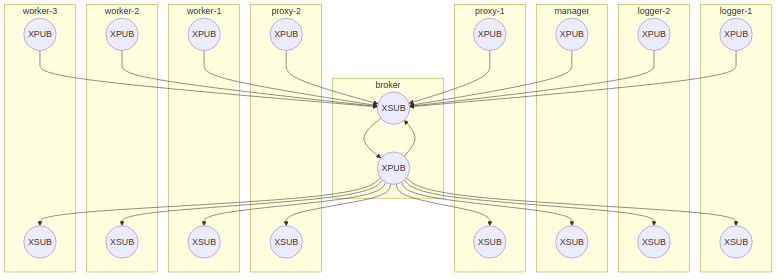 worker-3 worker-2 worker-1 proxy-2 proxy-1 manager logger-2 logger-1
XPUB XPUB XPUB XPUB XPUB XPUB XPUB XPUB
broker
XSUB
XPUB
XSUB XSUB XSUB XSUB XSUB XSUB XSUB XSUB